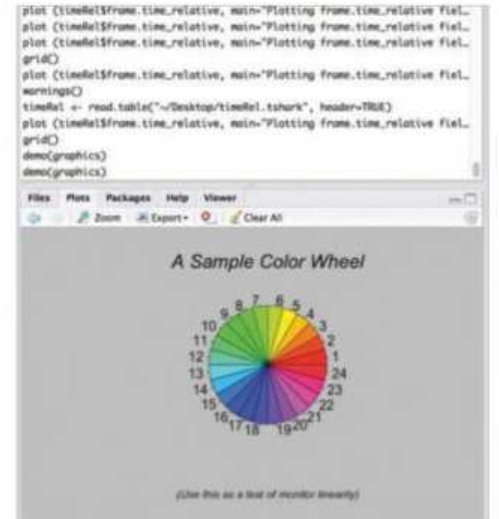 plot (timeRel$frame.time_relative, main="Plotting frame.time_relative fiel…
plot (timeRel$frame.time_relative, main="Plotting frame.time_relative fiel…
plot (timeRel$frame.time_relative, main="Plotting frame.time_relative fiel…
grid()
plot (timeRel$frame.time_relative, main="Plotting frame.time_relative fiel…
warnings()
timeRel <- read.table("~/Desktop/timeRel.tshark", header=TRUE)
plot (timeRel$frame.time_relative, main="Plotting frame.time_relative fiel…
grid()
demo(graphics)
demo(graphics)
Files Plots Packages Help Viewer
Zoom Export Clear All
A Sample Color Wheel
1
2
3
4
5
6
7
8
9
10
11
12
13
14
15
16
17
18
19
20
21
22
23
24
(Use this as a test of monitor linearity)